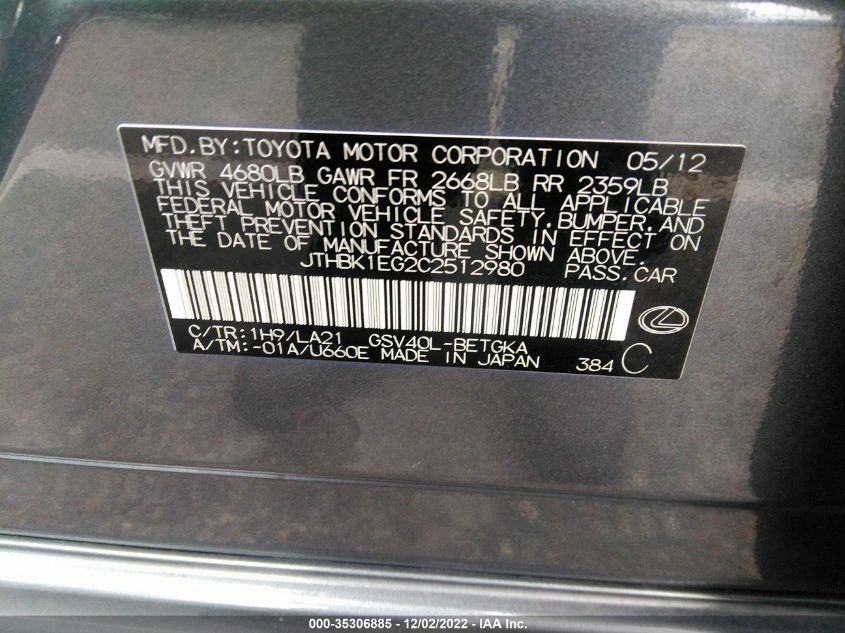 MFD.BY:TOYOTA MOTOR CORPORATION 05/12
GVWR 4680LB GAWR FR 2668LB RR 2359LB
THIS VEHICLE CONFORMS TO ALL APPLICABLE
FEDERAL MOTOR VEHICLE SAFETY,BUMPER,AND
THEFT PREVENTION STANDARDS IN EFFECT ON
THE DATE OF MANUFACTURE SHOWN ABOVE.
JTHBK1EG2C2512980 PASS.CAR
C/TR:1H9/LA21 GSV40L-BETGKA
A/TM:-01A/U660E MADE IN JAPAN 384 C
000-35306885 - 12/02/2022 - IAA Inc.